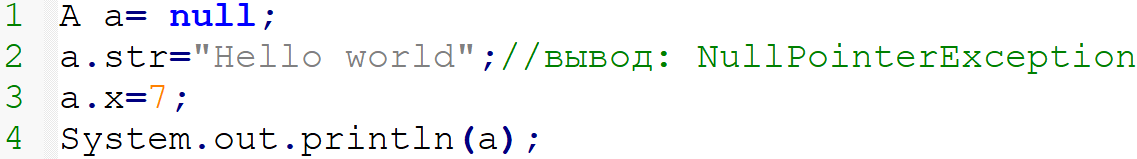 1 A a= null;
2 a.str="Hello world";//вывод: NullPointerException
3 a.x=7;
4 System.out.println(a);